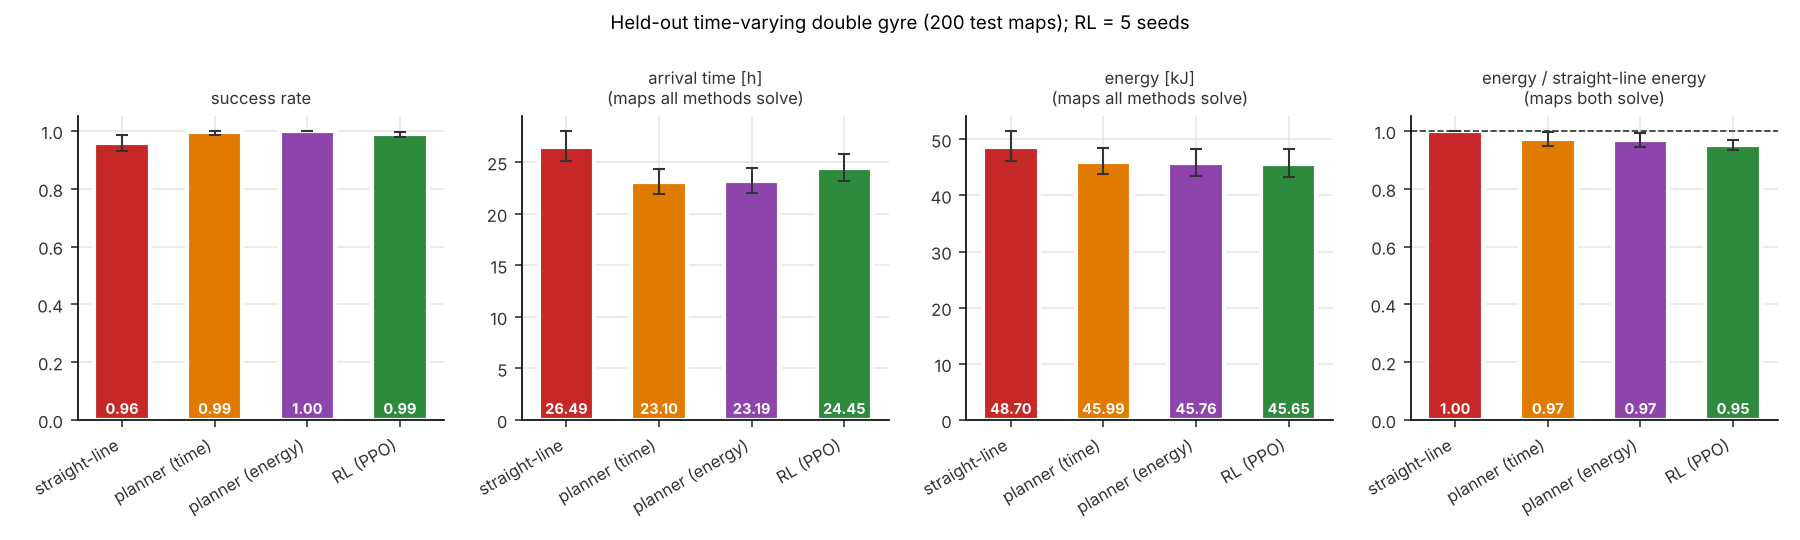 Held-out time-varying double gyre (200 test maps); RL = 5 seeds
success rate
1.0
0.8
0.6
0.4
0.2
0.0
0.96
0.99
1.00
0.99
straight-line
planner (time)
planner (energy)
RL (PPO)
arrival time [h]
(maps all methods solve)
25
20
15
10
5
0
26.49
23.10
23.19
24.45
straight-line
planner (time)
planner (energy)
RL (PPO)
energy [kJ]
(maps all methods solve)
50
40
30
20
10
0
48.70
45.99
45.76
45.65
straight-line
planner (time)
planner (energy)
RL (PPO)
energy / straight-line energy
(maps both solve)
1.0
0.8
0.6
0.4
0.2
0.0
1.00
0.97
0.97
0.95
straight-line
planner (time)
planner (energy)
RL (PPO)